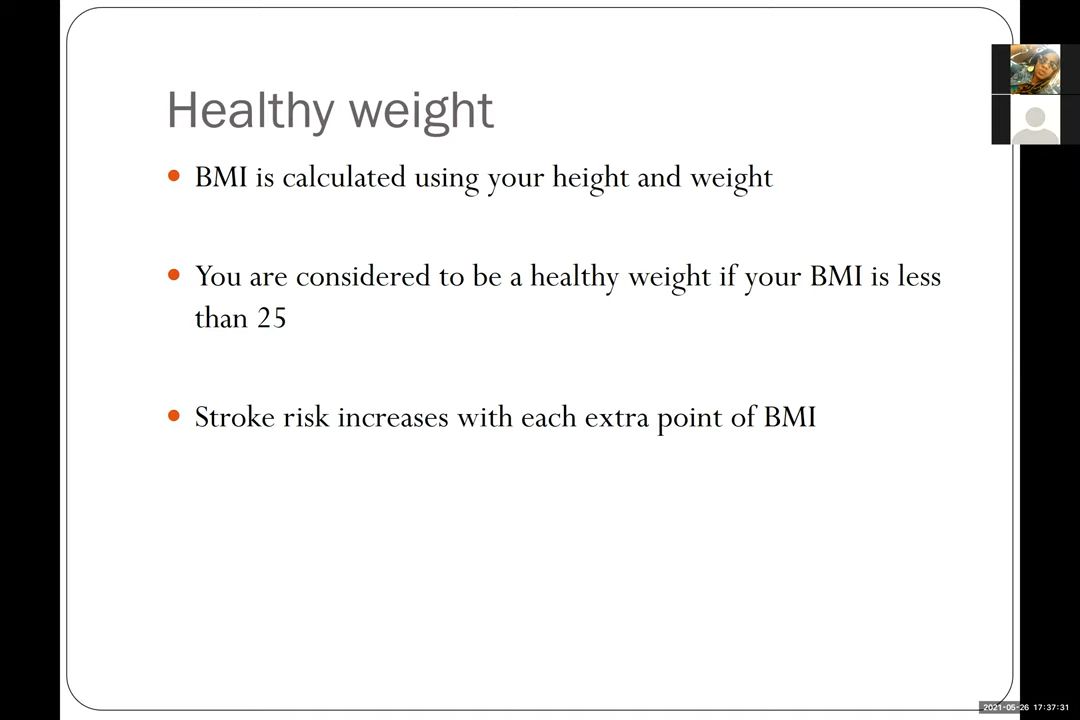 Healthy weight
• BMI is calculated using your height and weight
• You are considered to be a healthy weight if your BMI is less
than 25
• Stroke risk increases with each extra point of BMI
2021-05-26 17:37:31